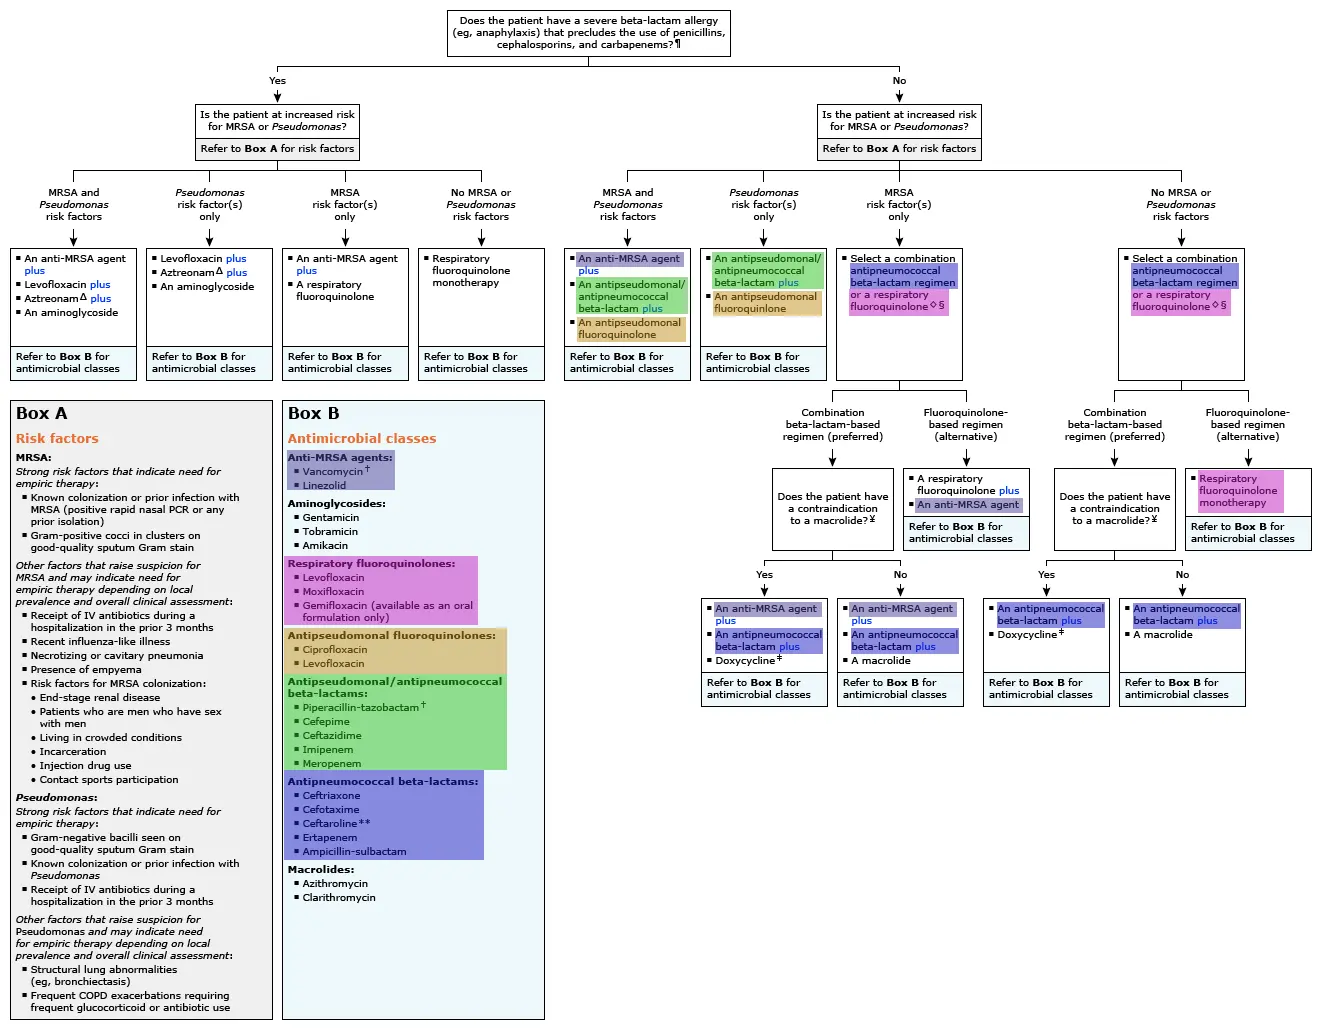 Does the patient have a severe beta-lactam allergy
(eg, anaphylaxis) that precludes the use of penicillins,
cephalosporins, and carbapenems?¶
Yes
No
Is the patient at increased risk
for MRSA or Pseudomonas?
Refer to Box A for risk factors
Is the patient at increased risk
for MRSA or Pseudomonas?
Refer to Box A for risk factors
MRSA and
Pseudomonas
risk factors
Pseudomonas
risk factor(s)
only
MRSA
risk factor(s)
only
No MRSA or
Pseudomonas
risk factors
MRSA and
Pseudomonas
risk factors
Pseudomonas
risk factor(s)
only
MRSA
risk factor(s)
only
No MRSA or
Pseudomonas
risk factors
▪ An anti-MRSA agent
plus
▪ Levofloxacin plus
▪ Aztreonam Δ plus
▪ An aminoglycoside
Refer to Box B for
antimicrobial classes
▪ Levofloxacin plus
▪ Aztreonam Δ plus
▪ An aminoglycoside
Refer to Box B for
antimicrobial classes
▪ An anti-MRSA agent
plus
▪ A respiratory
fluoroquinolone
Refer to Box B for
antimicrobial classes
▪ Respiratory
fluoroquinolone
monotherapy
Refer to Box B for
antimicrobial classes
▪ An anti-MRSA agent
plus
▪ An antipseudomonal/
antipneumococcal
beta-lactam plus
▪ An antipseudomonal
fluoroquinolone
Refer to Box B for
antimicrobial classes
▪ An antipseudomonal/
antipneumococcal
beta-lactam plus
▪ An antipseudomonal
fluoroquinlone
Refer to Box B for
antimicrobial classes
▪ Select a combination
antipneumococcal
beta-lactam regimen
or a respiratory
fluoroquinolone ◇ §
▪ Select a combination
antipneumococcal
beta-lactam regimen
or a respiratory
fluoroquinolone ◇ §
Combination
beta-lactam-based
regimen (preferred)
Fluoroquinolone-
based regimen
(alternative)
Combination
beta-lactam-based
regimen (preferred)
Fluoroquinolone-
based regimen
(alternative)
Does the patient have
a contraindication
to a macrolide?¥
▪ A respiratory
fluoroquinolone plus
▪ An anti-MRSA agent
Refer to Box B for
antimicrobial classes
Does the patient have
a contraindication
to a macrolide?¥
▪ Respiratory
fluoroquinolone
monotherapy
Refer to Box B for
antimicrobial classes
Yes
No
Yes
No
▪ An anti-MRSA agent
plus
▪ An antipneumococcal
beta-lactam plus
▪ Doxycycline ‡
Refer to Box B for
antimicrobial classes
▪ An anti-MRSA agent
plus
▪ An antipneumococcal
beta-lactam plus
▪ A macrolide
Refer to Box B for
antimicrobial classes
▪ An antipneumococcal
beta-lactam plus
▪ Doxycycline ‡
Refer to Box B for
antimicrobial classes
▪ An antipneumococcal
beta-lactam plus
▪ A macrolide
Refer to Box B for
antimicrobial classes
Box A
Risk factors
MRSA:
Strong risk factors that indicate need for
empiric therapy:
▪ Known colonization or prior infection with
MRSA (positive rapid nasal PCR or any
prior isolation)
▪ Gram-positive cocci in clusters on
good-quality sputum Gram stain
Other factors that raise suspicion for
MRSA and may indicate need for
empiric therapy depending on local
prevalence and overall clinical assessment:
▪ Receipt of IV antibiotics during a
hospitalization in the prior 3 months
▪ Recent influenza-like illness
▪ Necrotizing or cavitary pneumonia
▪ Presence of empyema
▪ Risk factors for MRSA colonization:
• End-stage renal disease
• Patients who are men who have sex
with men
• Living in crowded conditions
• Incarceration
• Injection drug use
• Contact sports participation
Pseudomonas:
Strong risk factors that indicate need for
empiric therapy:
▪ Gram-negative bacilli seen on
good-quality sputum Gram stain
▪ Known colonization or prior infection with
Pseudomonas
▪ Receipt of IV antibiotics during a
hospitalization in the prior 3 months
Other factors that raise suspicion for
Pseudomonas and may indicate need
for empiric therapy depending on local
prevalence and overall clinical assessment:
▪ Structural lung abnormalities
(eg, bronchiectasis)
▪ Frequent COPD exacerbations requiring
frequent glucocorticoid or antibiotic use
Box B
Antimicrobial classes
Anti-MRSA agents:
▪ Vancomycin †
▪ Linezolid
Aminoglycosides:
▪ Gentamicin
▪ Tobramicin
▪ Amikacin
Respiratory fluoroquinolones:
▪ Levofloxacin
▪ Moxifloxacin
▪ Gemifloxacin (available as an oral
formulation only)
Antipseudomonal fluoroquinolones:
▪ Ciprofloxacin
▪ Levofloxacin
Antipseudomonal/antipneumococcal
beta-lactams:
▪ Piperacillin-tazobactam †
▪ Cefepime
▪ Ceftazidime
▪ Imipenem
▪ Meropenem
Antipneumococcal beta-lactams:
▪ Ceftriaxone
▪ Cefotaxime
▪ Ceftaroline**
▪ Ertapenem
▪ Ampicillin-sulbactam
Macrolides:
▪ Azithromycin
▪ Clarithromycin